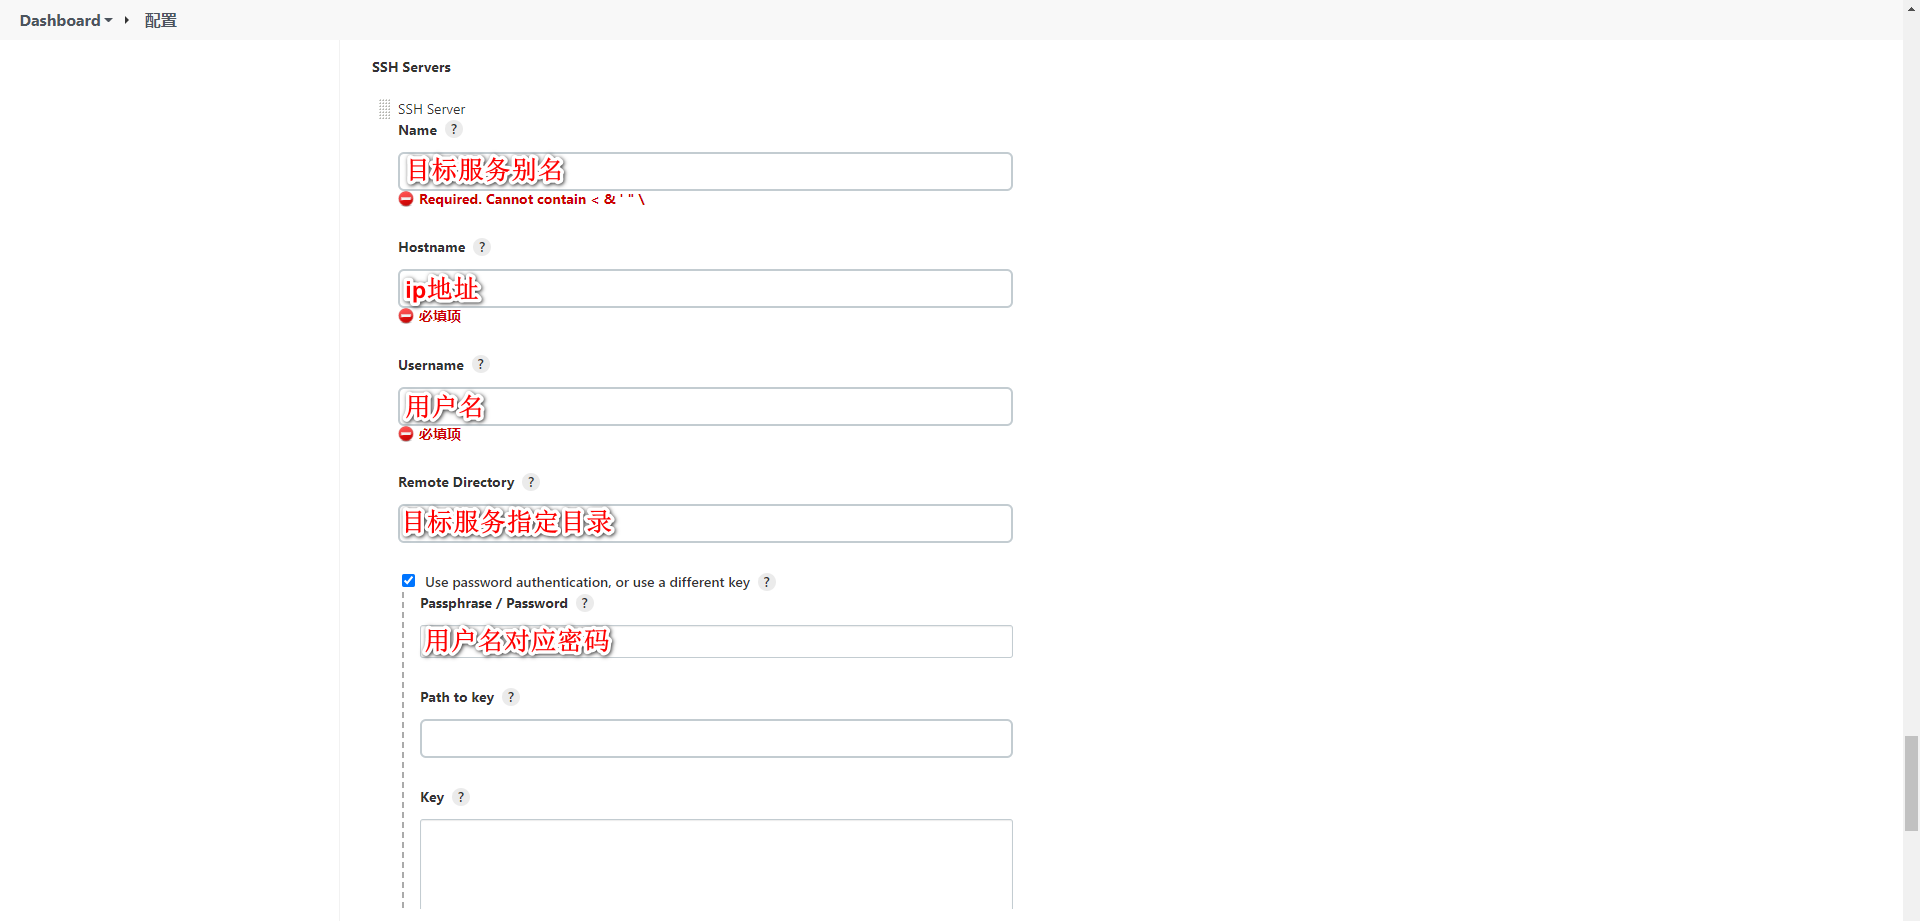 Dashboard 配置
SSH Servers
SSH Server
Name ?
目标服务别名
Required. Cannot contain < & ' " \
Hostname ?
ip地址
必填项
Username ?
用户名
必填项
Remote Directory ?
目标服务指定目录
Use password authentication, or use a different key ?
Passphrase / Password ?
用户名对应密码
Path to key ?
Key ?